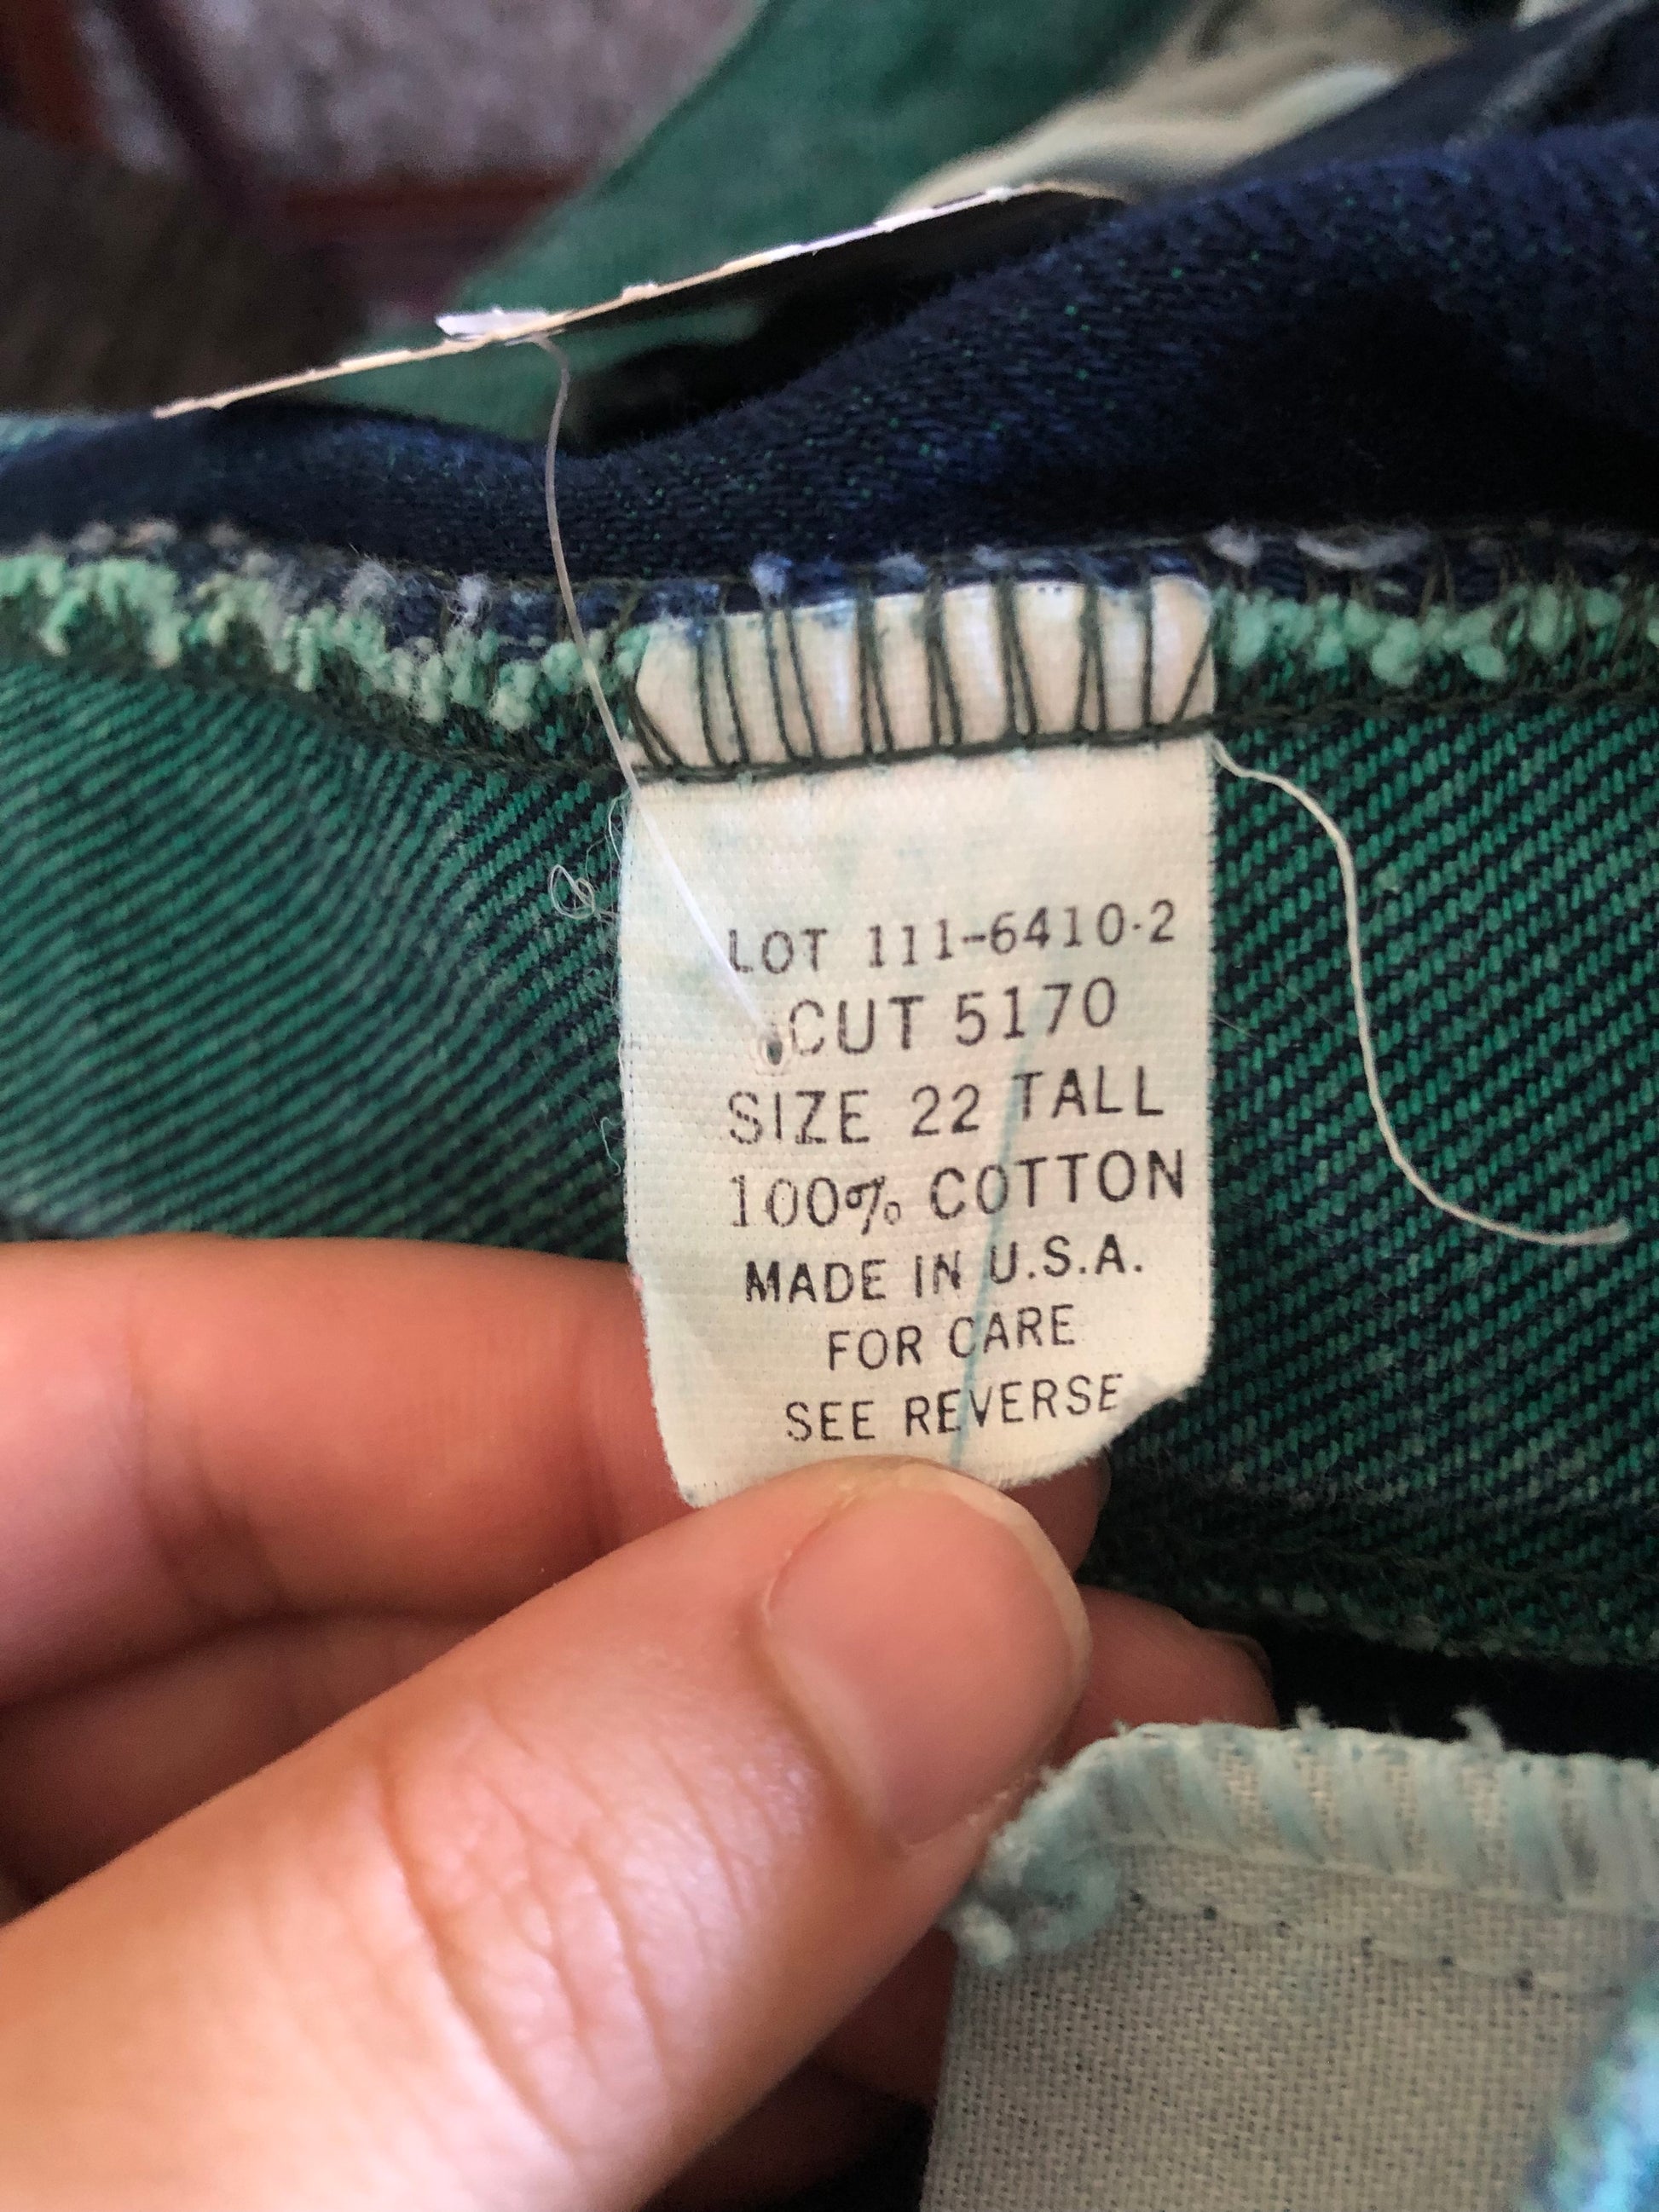 LOT 111-6410-2
CUT 5170
SIZE 22 TALL
100% COTTON
MADE IN U.S.A.
FOR CARE
SEE REVERSE